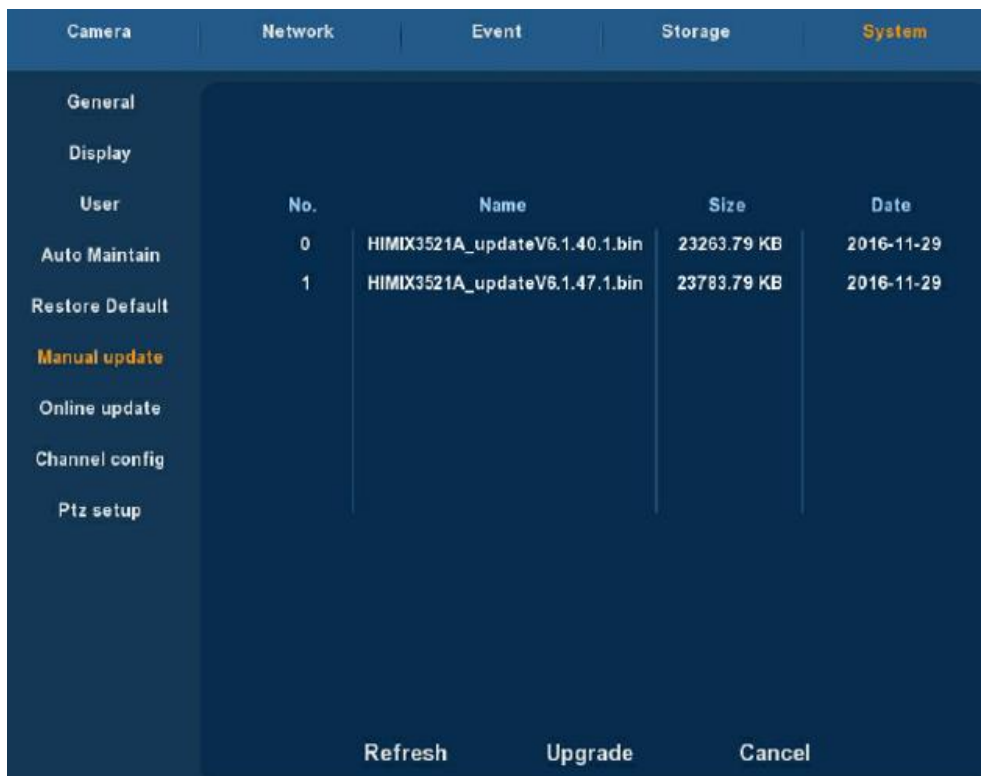 Camera Network Event Storage System
General
Display
User
Auto Maintain
Restore Default
Manual update
Online update
Channel config
Ptz setup
No. Name Size Date
0 HIMIX3521A_updateV6.1.40.1.bin 23263.79 KB 2016-11-29
1 HIMIX3521A_updateV6.1.47.1.bin 23783.79 KB 2016-11-29
Refresh Upgrade Cancel